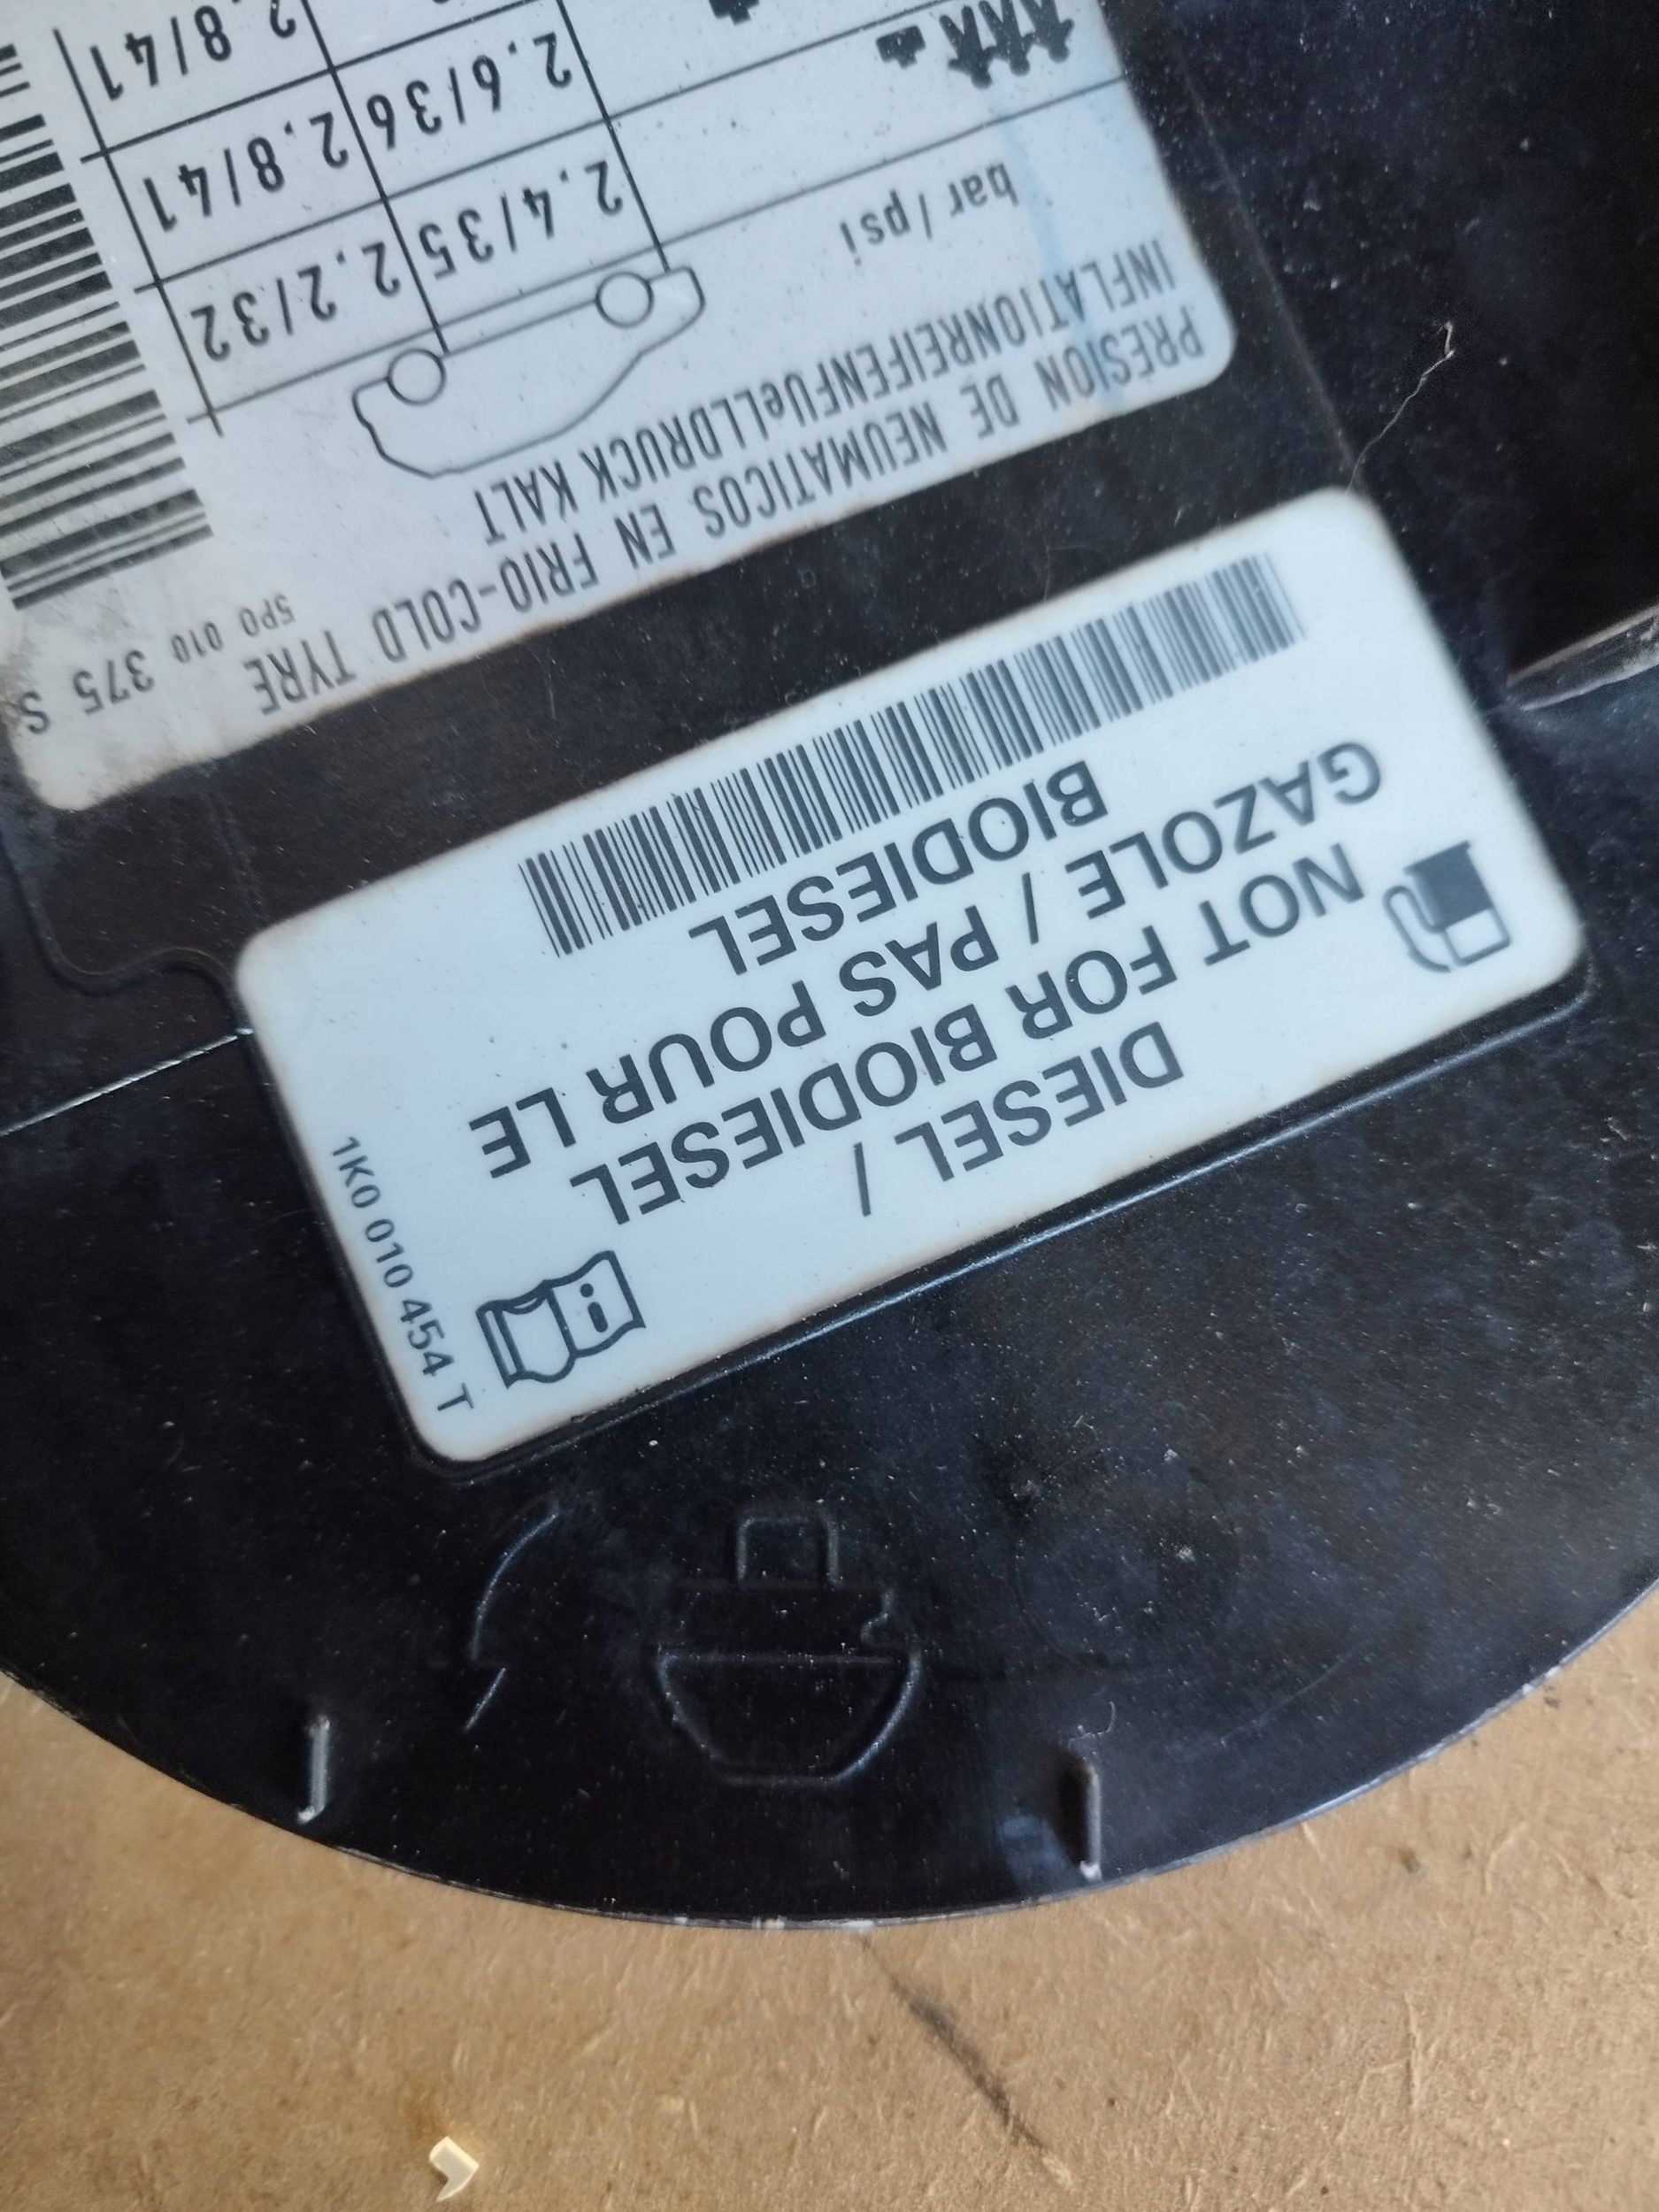 1K0 010 454 T
i
DIESEL /
NOT FOR BIODIESEL
GAZOLE / PAS POUR LE
BIODIESEL
5P0 010 375 S
PRESION DE NEUMATICOS EN FRIO-COLD TYRE
INFLATIONREIFENFUeLLDRUCK KALT
bar/psi
2.4/35 2.2/32
2.6/36 2.8/41
2.8/41